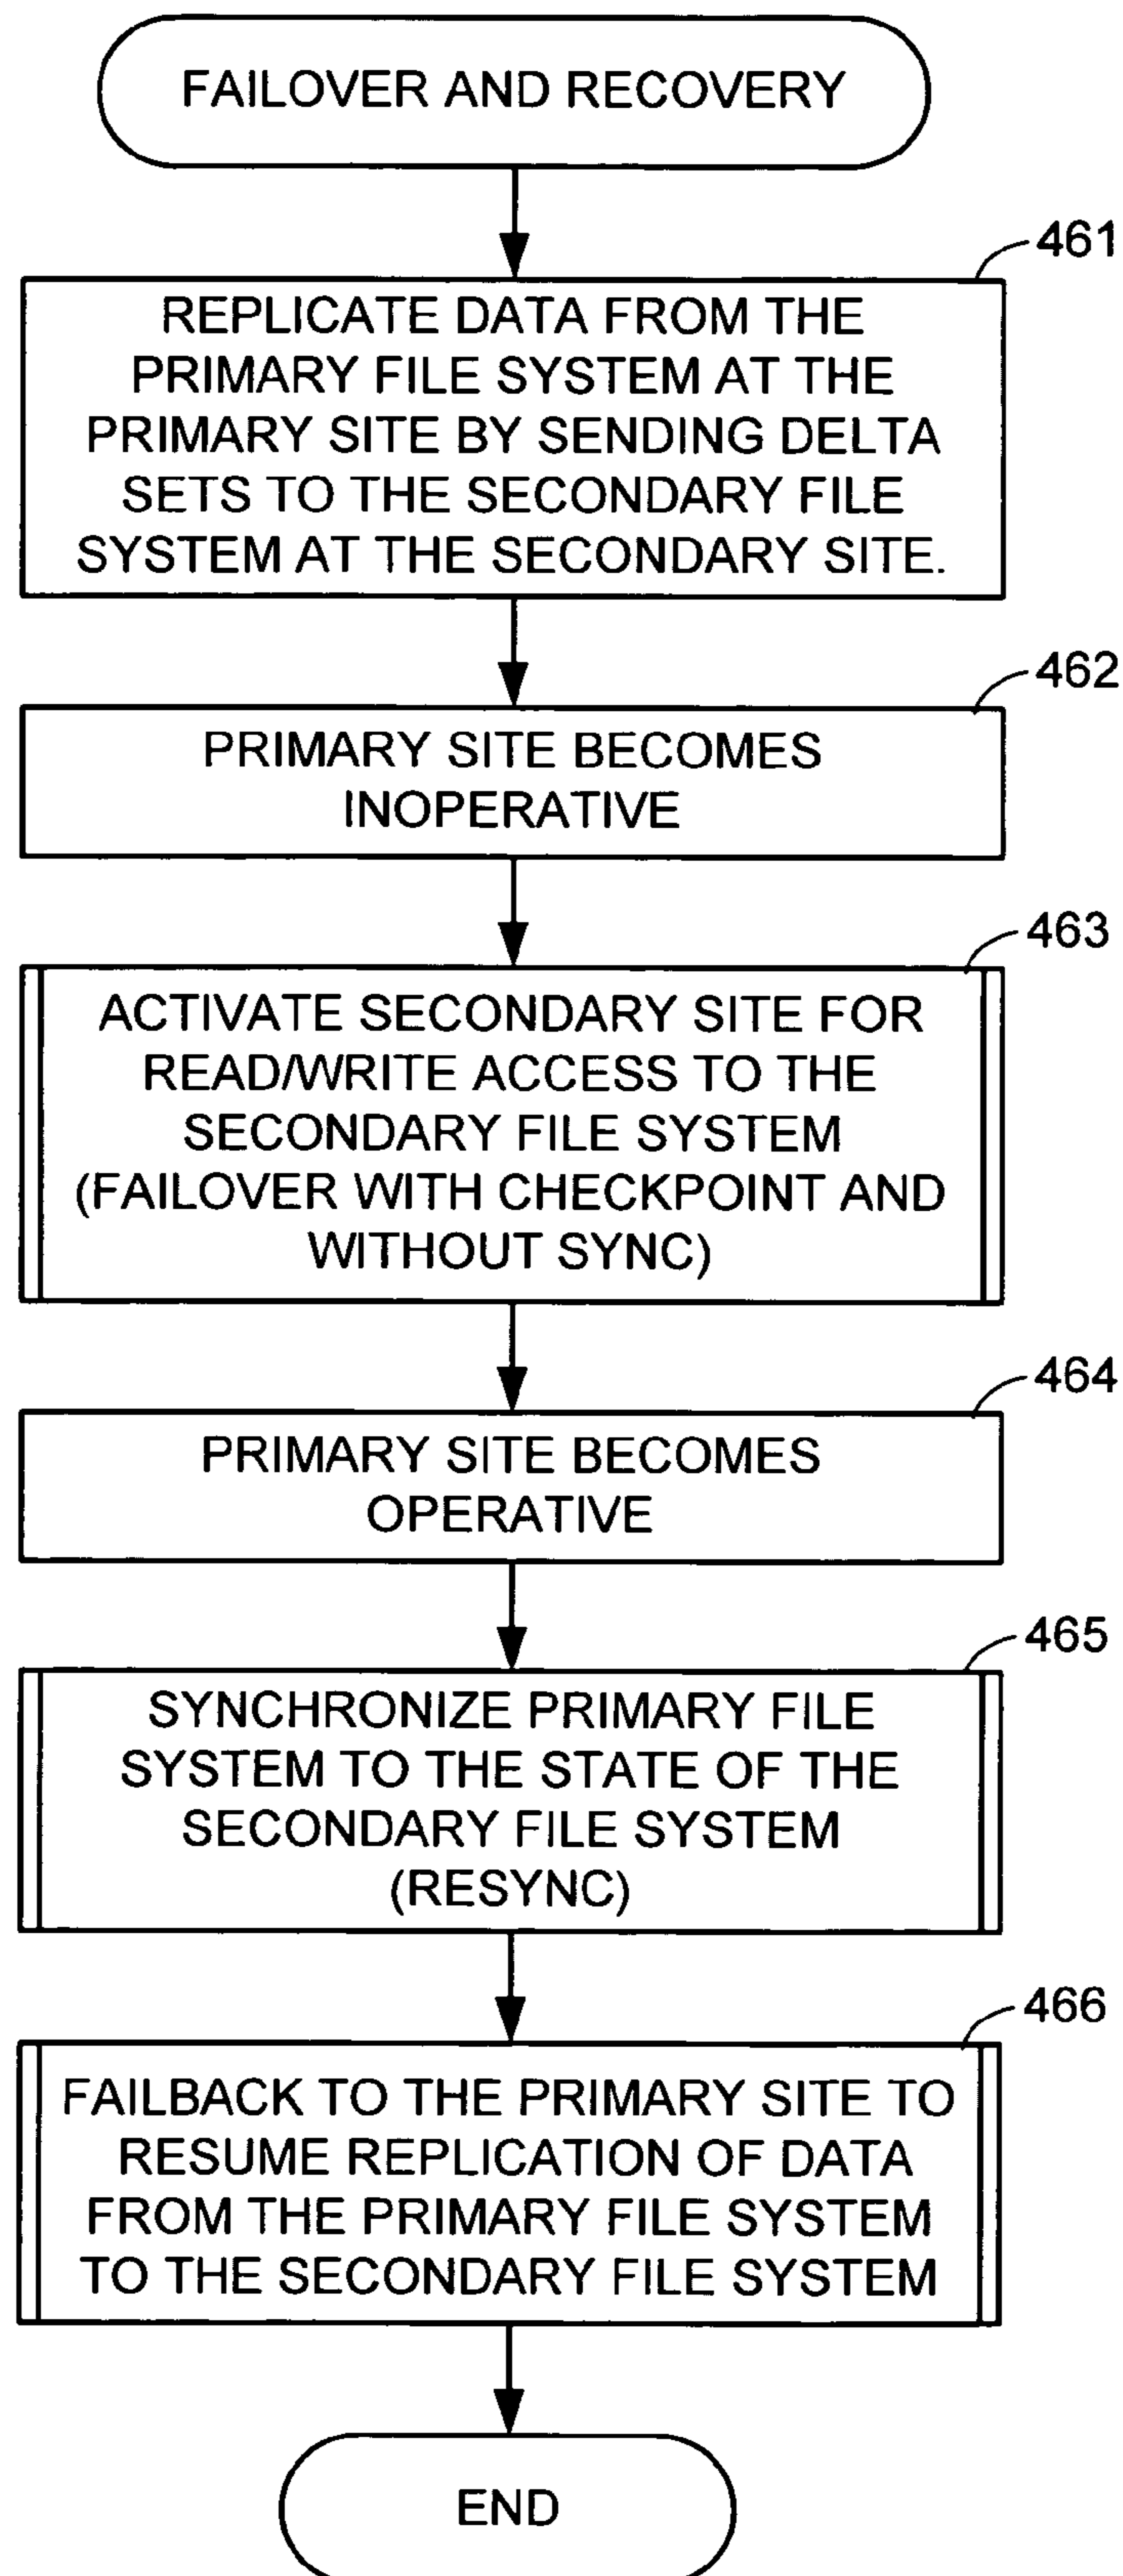 FAILOVER AND RECOVERY
461
REPLICATE DATA FROM THE
PRIMARY FILE SYSTEM AT THE
PRIMARY SITE BY SENDING DELTA
SETS TO THE SECONDARY FILE
SYSTEM AT THE SECONDARY SITE.
462
PRIMARY SITE BECOMES
INOPERATIVE
463
ACTIVATE SECONDARY SITE FOR
READ/WRITE ACCESS TO THE
SECONDARY FILE SYSTEM
(FAILOVER WITH CHECKPOINT AND
WITHOUT SYNC)
464
PRIMARY SITE BECOMES
OPERATIVE
465
SYNCHRONIZE PRIMARY FILE
SYSTEM TO THE STATE OF THE
SECONDARY FILE SYSTEM
(RESYNC)
466
FAILBACK TO THE PRIMARY SITE TO
RESUME REPLICATION OF DATA
FROM THE PRIMARY FILE SYSTEM
TO THE SECONDARY FILE SYSTEM
END